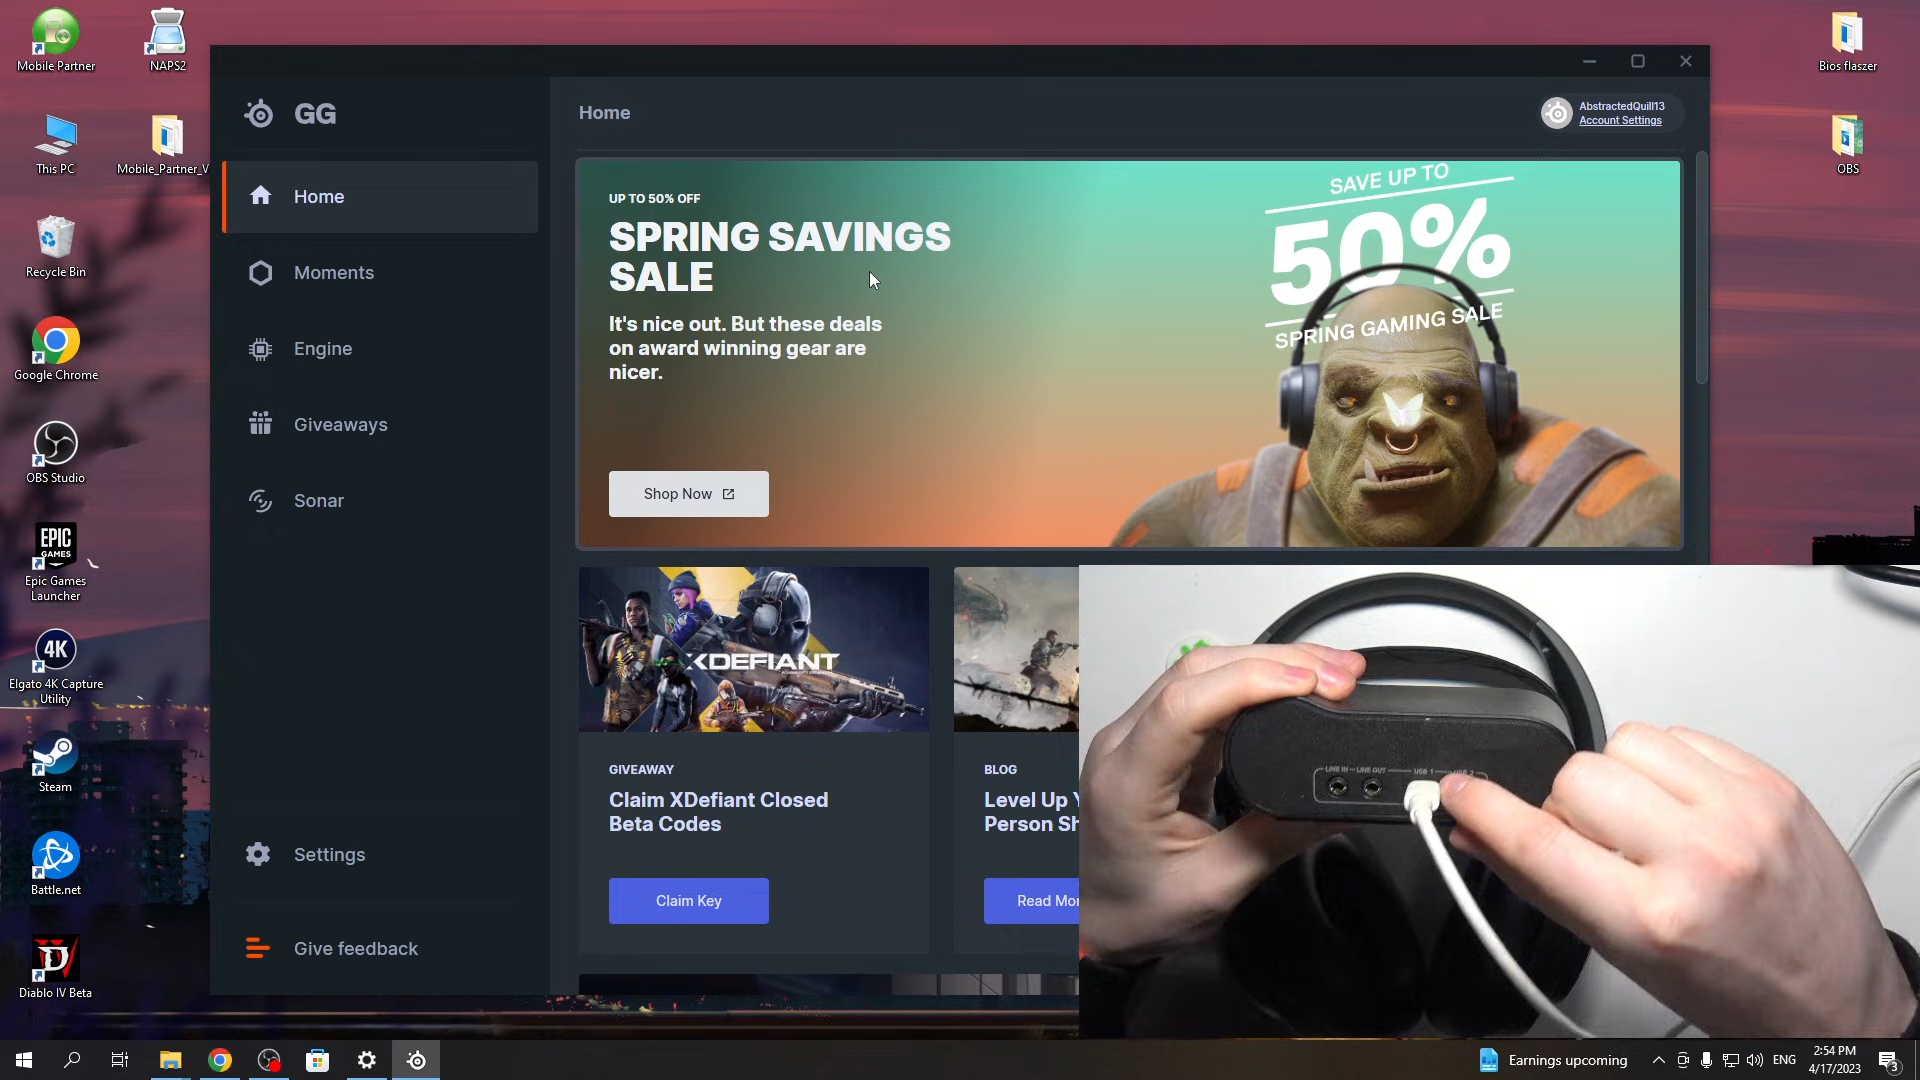 Mobile Partner
NAPS2
This PC
Mobile_Partner_V
Recycle Bin
Google Chrome
OBS Studio
EPIC
GAMES
Epic Games
Launcher
4K
Elgato 4K Capture
Utility
Steam
Battle.net
Diablo IV Beta
Bios flaszer
OBS
GG
Home
Moments
Engine
Giveaways
Sonar
Settings
Give feedback
Home
AbstractedQuill13
Account Settings
UP TO 50% OFF
SPRING SAVINGS
SALE
It's nice out. But these deals
on award winning gear are
nicer.
Shop Now
SAVE UP TO
50%
SPRING GAMING SALE
XDEFIANT
GIVEAWAY
Claim XDefiant Closed
Beta Codes
Claim Key
BLOG
Level Up
Person
Read
LINE IN
LINE OUT
USB 1
USB 2
Earnings upcoming
ENG
2:54 PM
4/17/2023
3